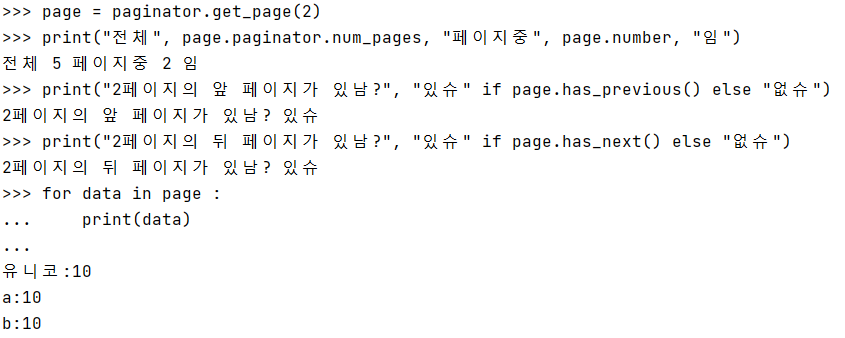 >>> page = paginator.get_page(2)
>>> print("전체", page.paginator.num_pages, "페이지중", page.number, "임")
전체 5 페이지중 2 임
>>> print("2페이지의 앞 페이지가 있남?", "있슈" if page.has_previous() else "없슈")
2페이지의 앞 페이지가 있남? 있슈
>>> print("2페이지의 뒤 페이지가 있남?", "있슈" if page.has_next() else "없슈")
2페이지의 뒤 페이지가 있남? 있슈
>>> for data in page :
...     print(data)
...
유니코:10
a:10
b:10